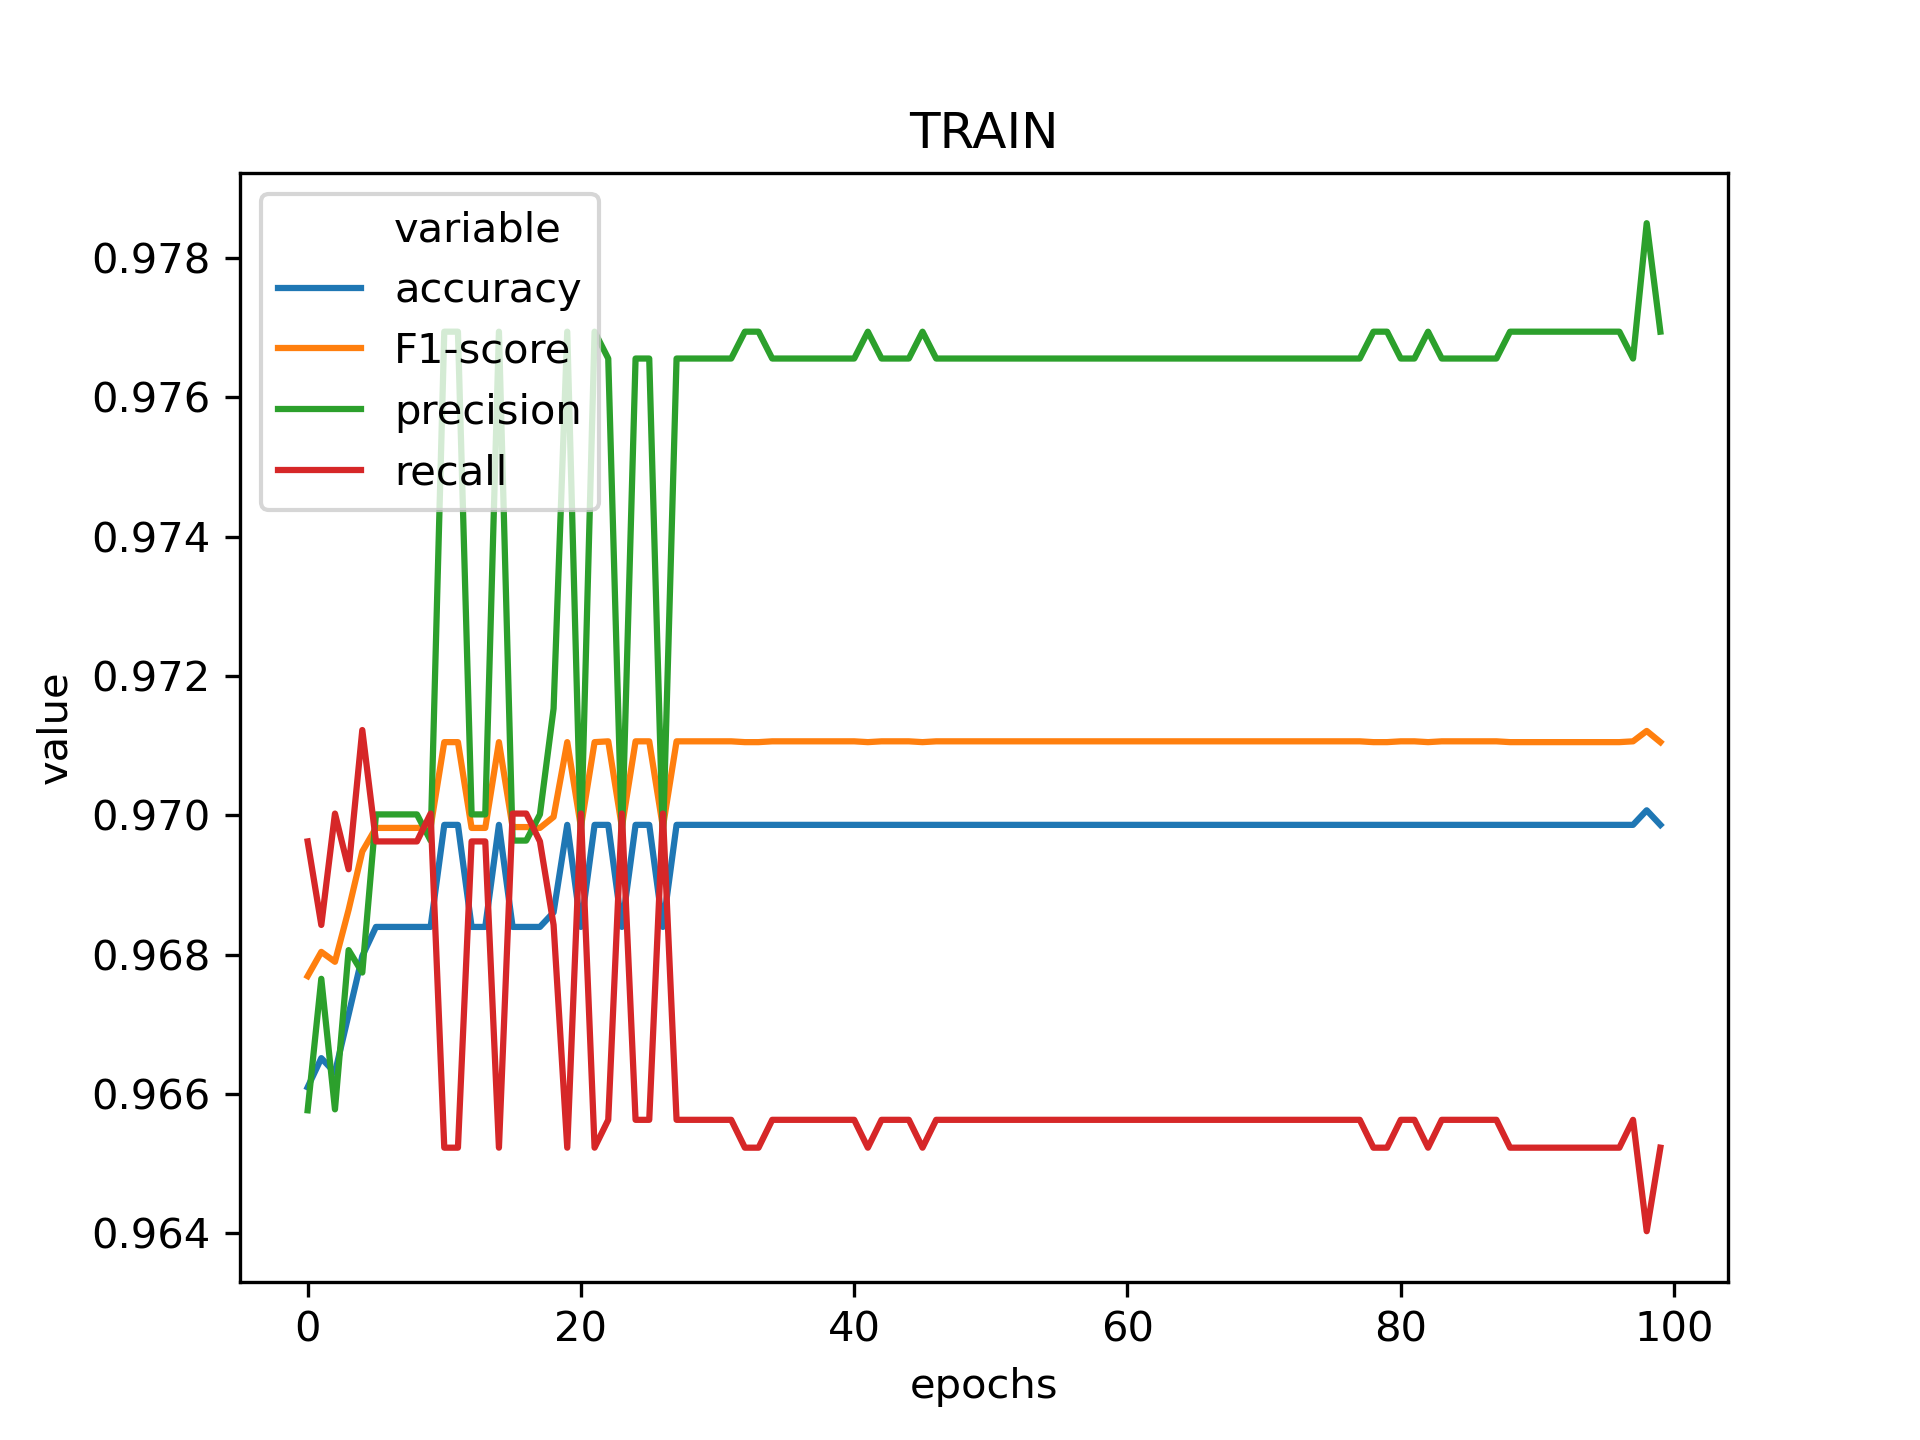 TRAIN
variable
accuracy
F1-score
precision
recall
value
0.978
0.976
0.974
0.972
0.970
0.968
0.966
0.964
0 20 40 60 80 100
epochs